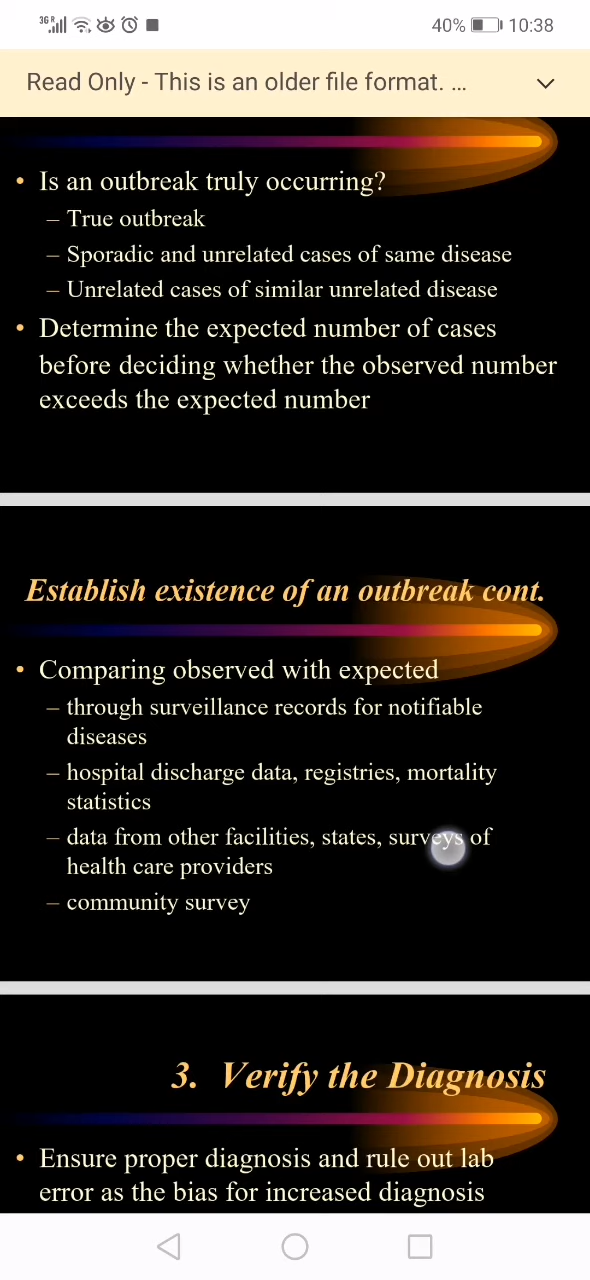 3G R 40% 10:38
Read Only - This is an older file format. ...
• Is an outbreak truly occurring?
– True outbreak
– Sporadic and unrelated cases of same disease
– Unrelated cases of similar unrelated disease
• Determine the expected number of cases
before deciding whether the observed number
exceeds the expected number
Establish existence of an outbreak cont.
• Comparing observed with expected
– through surveillance records for notifiable
diseases
– hospital discharge data, registries, mortality
statistics
– data from other facilities, states, surveys of
health care providers
– community survey
3. Verify the Diagnosis
• Ensure proper diagnosis and rule out lab
error as the bias for increased diagnosis